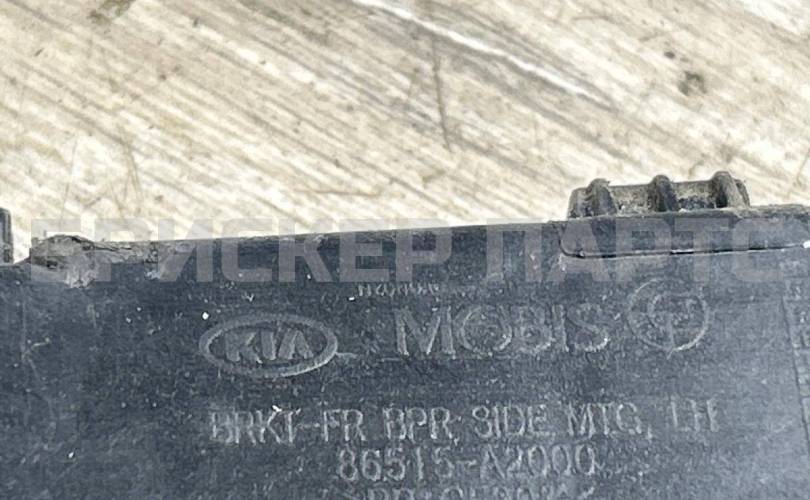 БРИСКЕР ПАРТС
KIA MOBIS
BRKT-FR BPR SIDE MTG, LH
86515-A2000